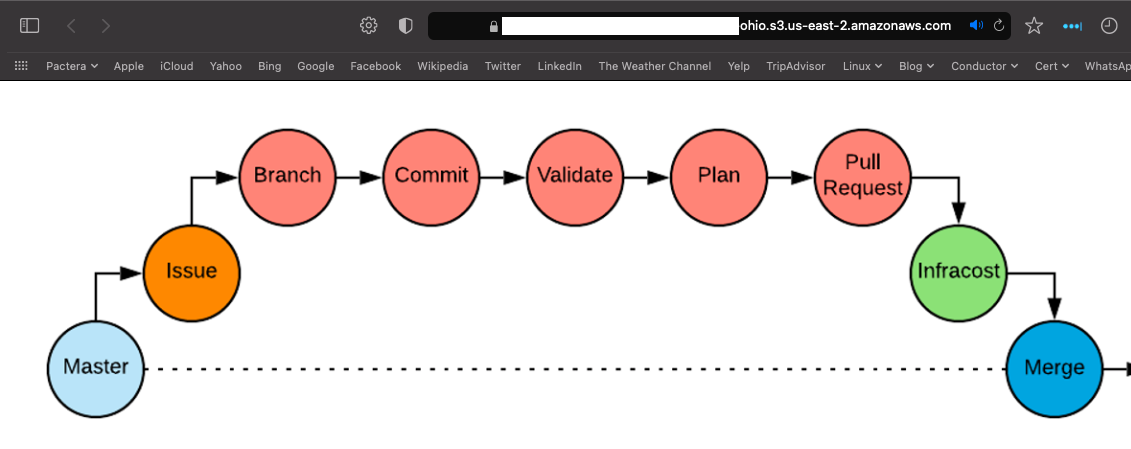 ohio.s3.us-east-2.amazonaws.com
Pactera Apple iCloud Yahoo Bing Google Facebook Wikipedia Twitter LinkedIn The Weather Channel Yelp TripAdvisor Linux Blog Conductor Cert WhatsAp
Branch
Commit
Validate
Plan
Pull
Request
Issue
Infracost
Master
Merge